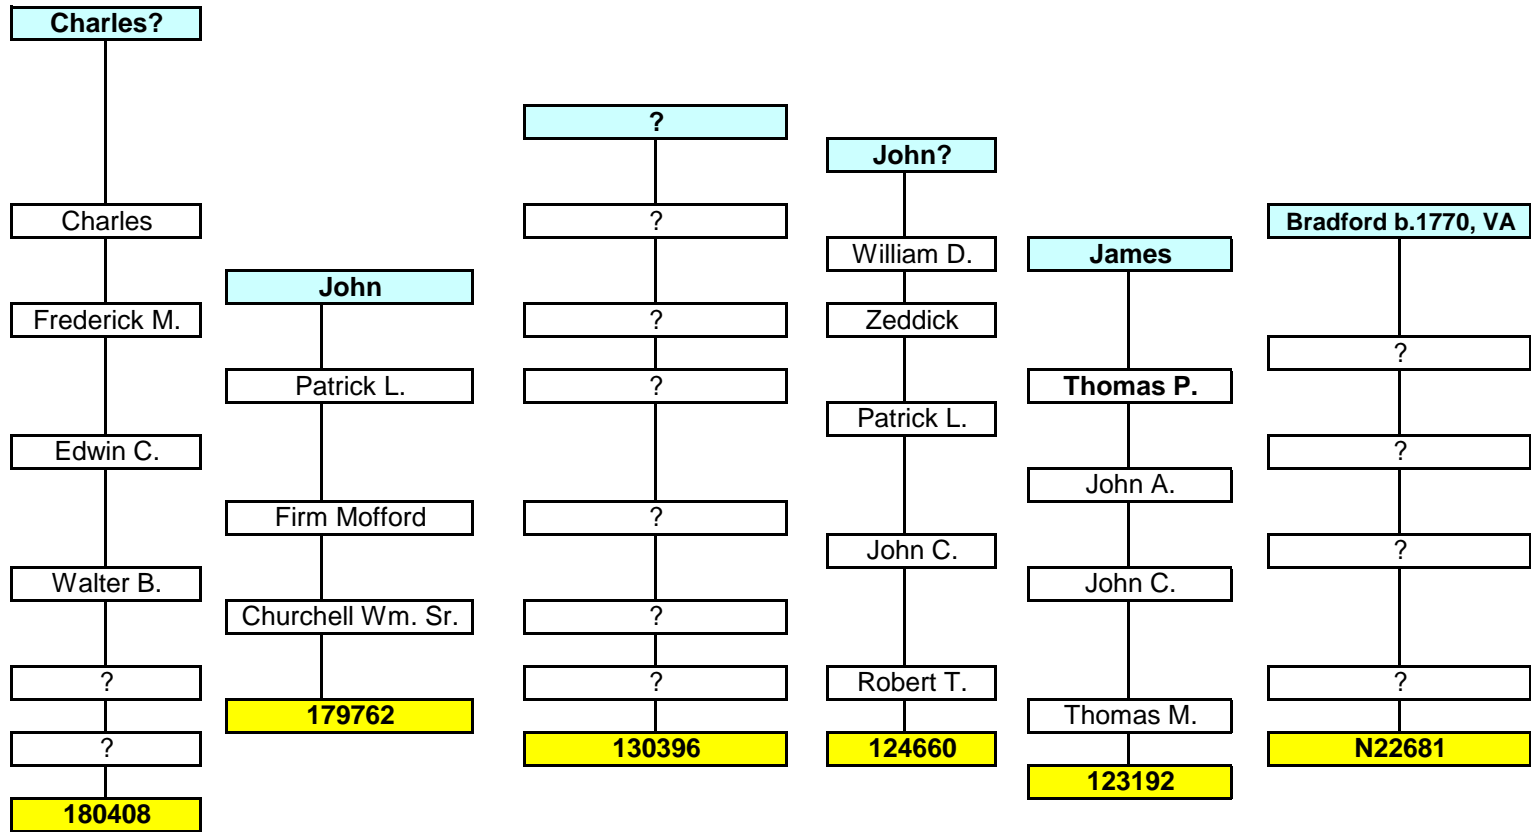 Charles?
Charles
Frederick M.
Edwin C.
Walter B.
?
?
180408
John
Patrick L.
Firm Mofford
Churchell Wm. Sr.
179762
?
?
?
?
?
?
?
130396
John?
William D.
Zeddick
Patrick L.
John C.
Robert T.
124660
James
Thomas P.
John A.
John C.
Thomas M.
123192
Bradford b.1770, VA
?
?
?
?
N22681